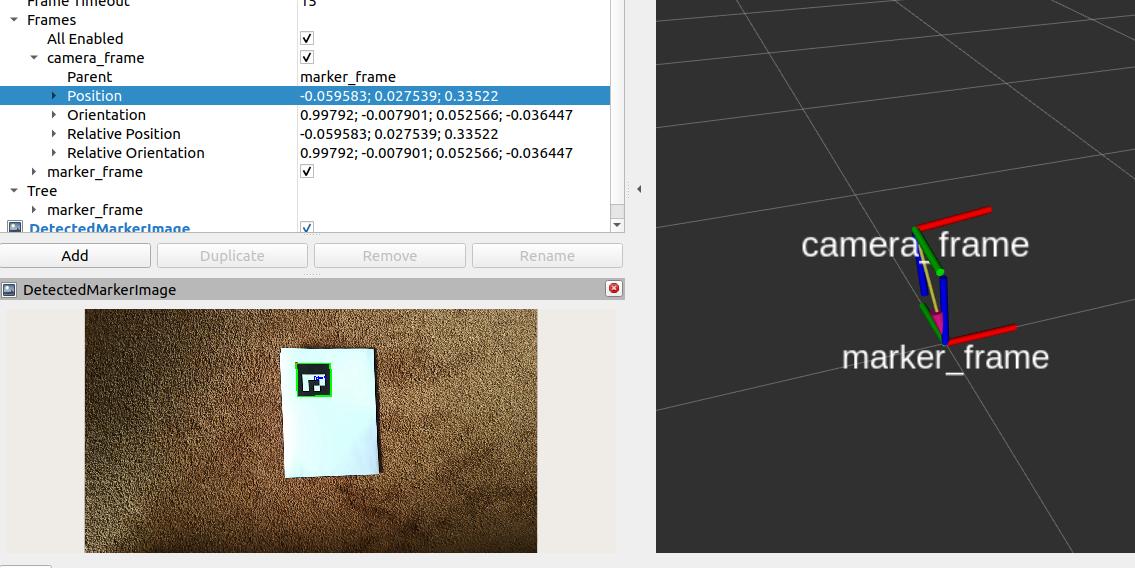 Frame Timeout 15
Frames
All Enabled
camera_frame
Parent marker_frame
Position -0.059583; 0.027539; 0.33522
Orientation 0.99792; -0.007901; 0.052566; -0.036447
Relative Position -0.059583; 0.027539; 0.33522
Relative Orientation 0.99792; -0.007901; 0.052566; -0.036447
marker_frame
Tree
marker_frame
DetectedMarkerImage
Add Duplicate Remove Rename
DetectedMarkerImage
camera_frame
marker_frame